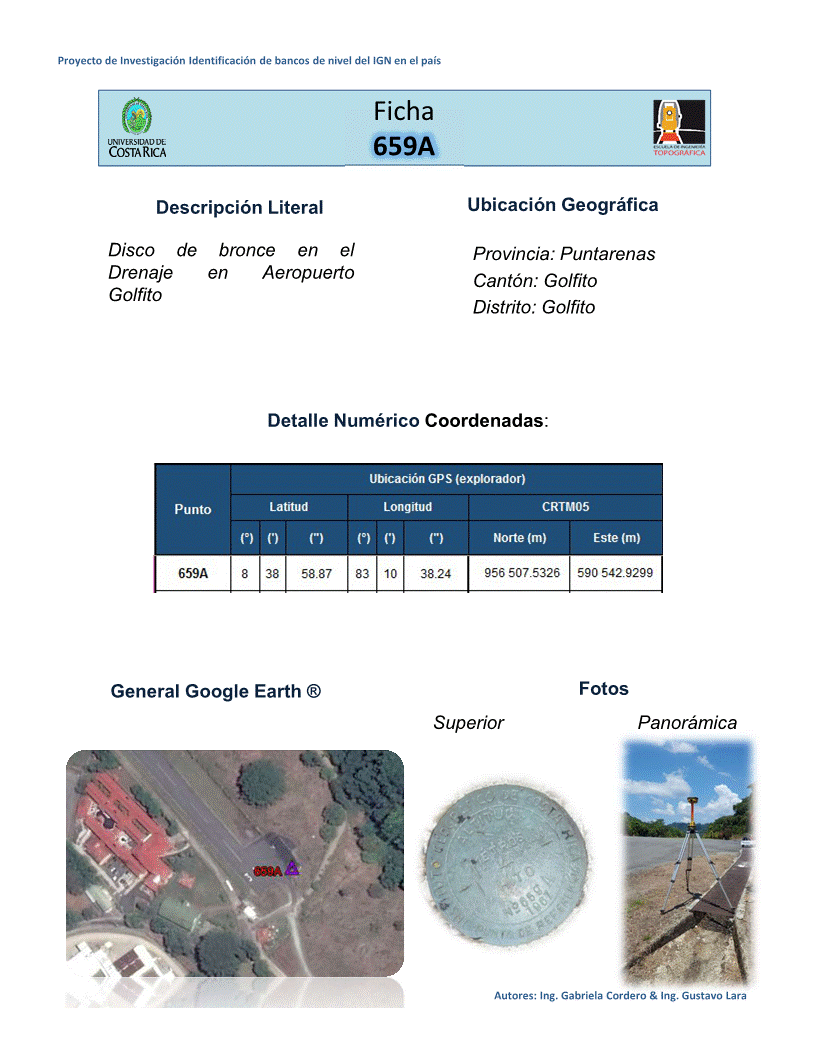 Proyecto de Investigación Identificación de bancos de nivel del IGN en el país
UNIVERSIDAD DE
COSTA RICA
Ficha
659A
ESCUELA DE INGENIERÍA
TOPOGRÁFICA
Descripción Literal
Disco de bronce en el
Drenaje en Aeropuerto
Golfito
Ubicación Geográfica
Provincia: Puntarenas
Cantón: Golfito
Distrito: Golfito
Detalle Numérico Coordenadas:
Punto
Ubicación GPS (explorador)
Latitud Longitud CRTM05
(°) (') (") (°) (') (") Norte (m) Este (m)
659A 8 38 58.87 83 10 38.24 956 507.5326 590 542.9299
General Google Earth ®
659A
Fotos
Superior Panorámica
Autores: Ing. Gabriela Cordero & Ing. Gustavo Lara